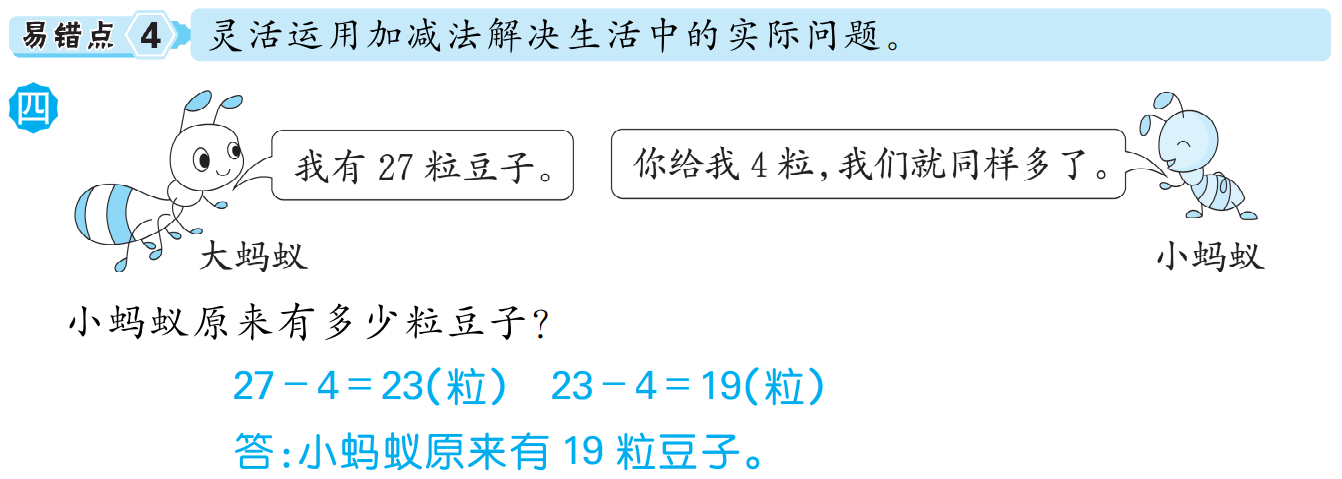 易错点 4 灵活运用加减法解决生活中的实际问题。
四
我有 27 粒豆子。 你给我 4 粒,我们就同样多了。
大蚂蚁 小蚂蚁
小蚂蚁原来有多少粒豆子?
27-4=23(粒) 23-4=19(粒)
答:小蚂蚁原来有 19 粒豆子。